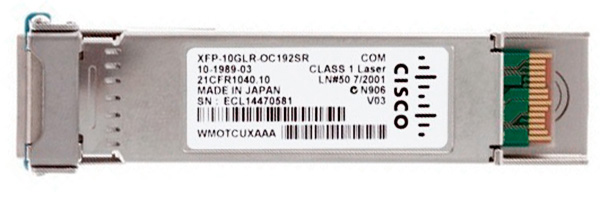 XFP-10GLR-OC192SR COM
10-1989-03 CLASS 1 Laser
21CFR1040.10 LN#50 7/2001
MADE IN JAPAN N906
SN : ECL14470581 V03
WMOTCUXAAA
CISCO